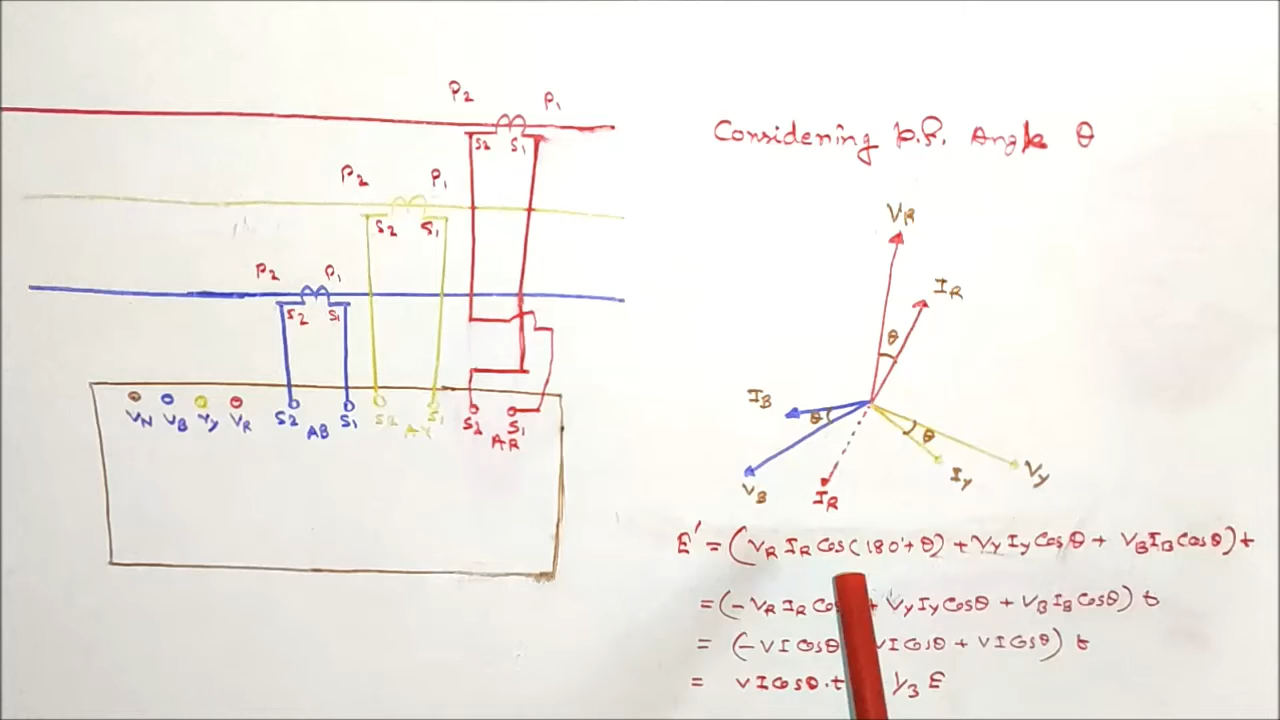 P2 P1
S2 S1
P2 P1
S2 S1
P2 P1
S2 S1
VN VB VY VR S2 S1 S2 S1 S2 S1
AB AY AR
Considering p.f. Angle θ
VR
IR
θ
IB
θ
θ
VB
IR
IY
VY
E' = (VR IR Cos(180°+θ) + VY IY Cosθ + VB IB Cosθ) t
= (- VR IR Cos + VY IY Cosθ + VB IB Cosθ) t
= (-VI Cosθ VI Cosθ + VI Cosθ) t
= VI Cosθ.t 1/3 E